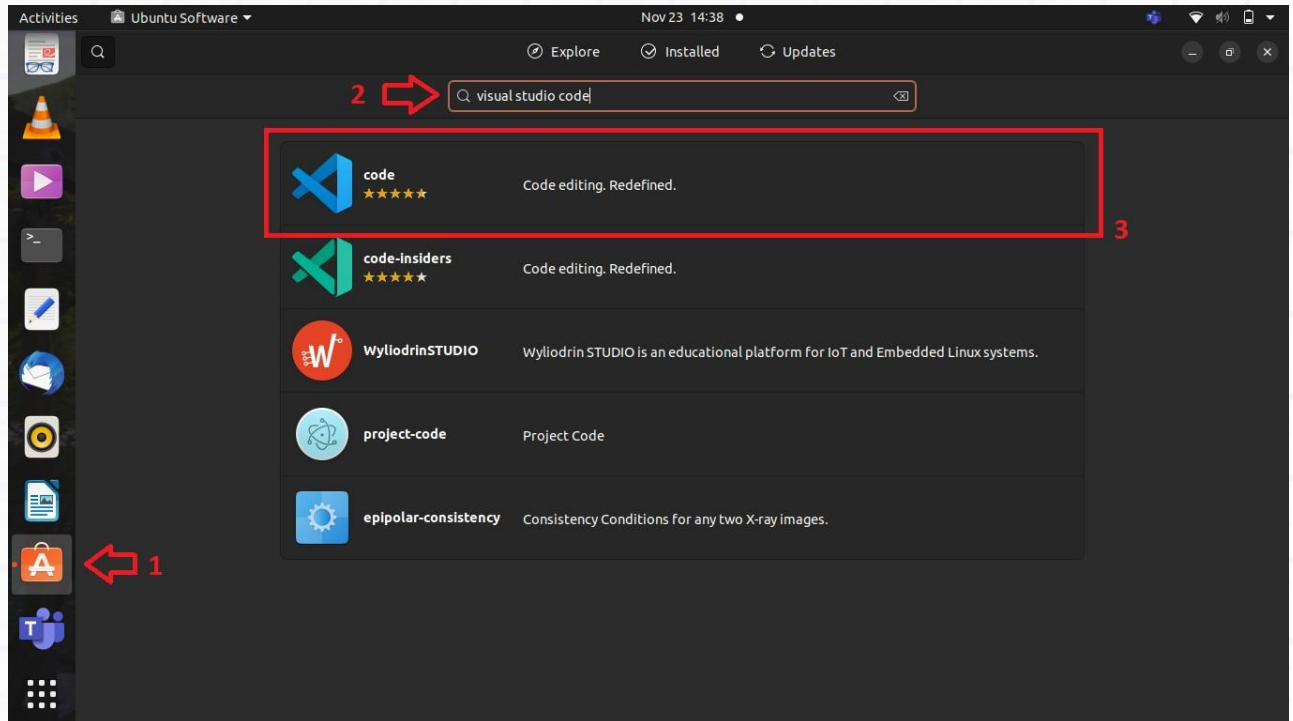 Activities Ubuntu Software Nov 23 14:38
Explore Installed Updates
2 visual studio code
code
Code editing. Redefined.
3
code-insiders
Code editing. Redefined.
WyliodrinSTUDIO Wyliodrin STUDIO is an educational platform for IoT and Embedded Linux systems.
project-code Project Code
epipolar-consistency Consistency Conditions for any two X-ray images.
1